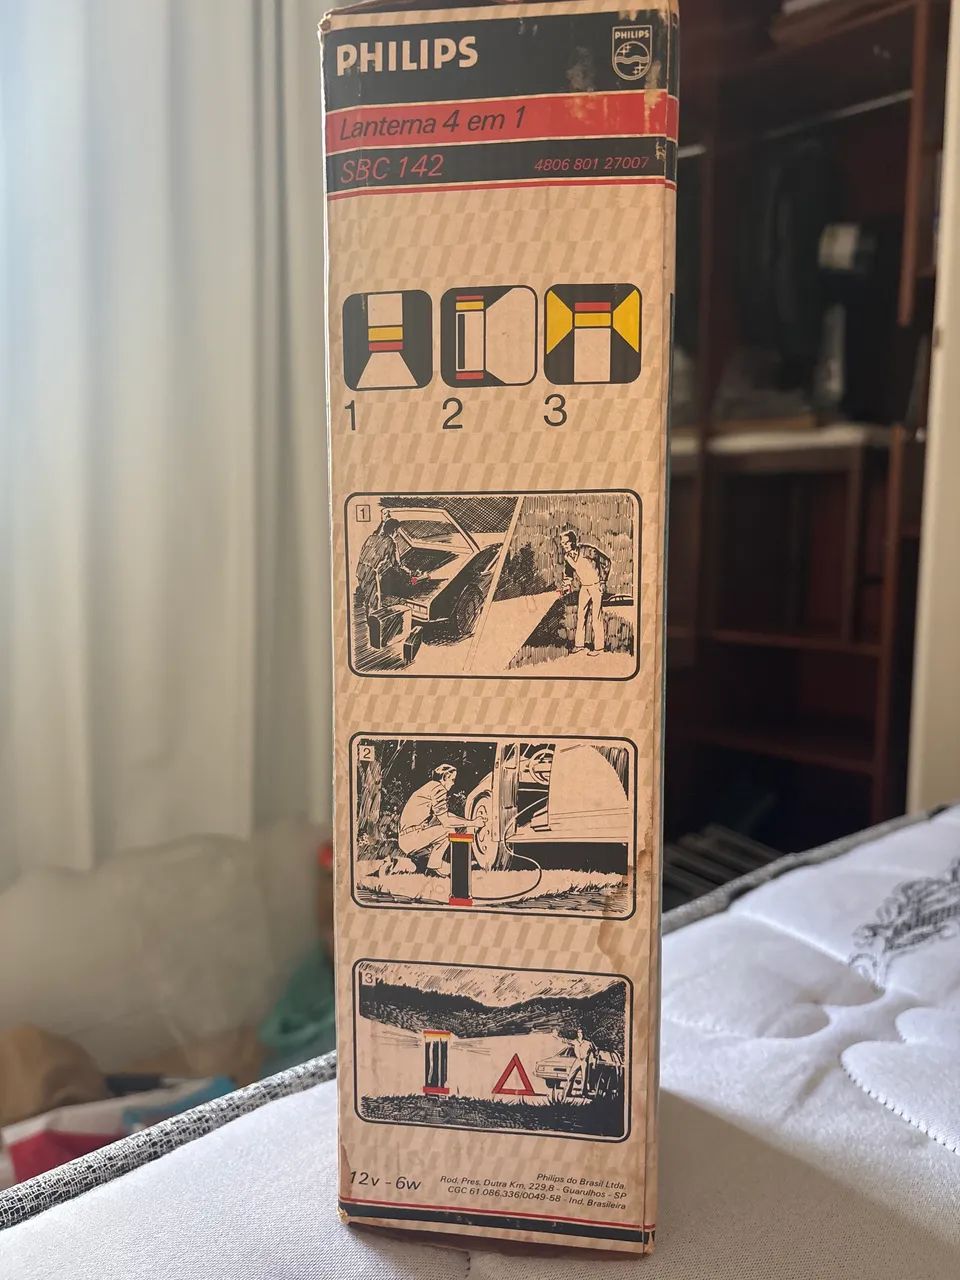 PHILIPS
PHILIPS
Lanterna 4 em 1
SBC 142
4806 801 27007
1
2
3
1
2
3
12v - 6w
Philips do Brasil Ltda.
Rod. Pres. Dutra Km, 229,8 - Guarulhos - SP
CGC 61.086.336/0049-58 - Ind. Brasileira